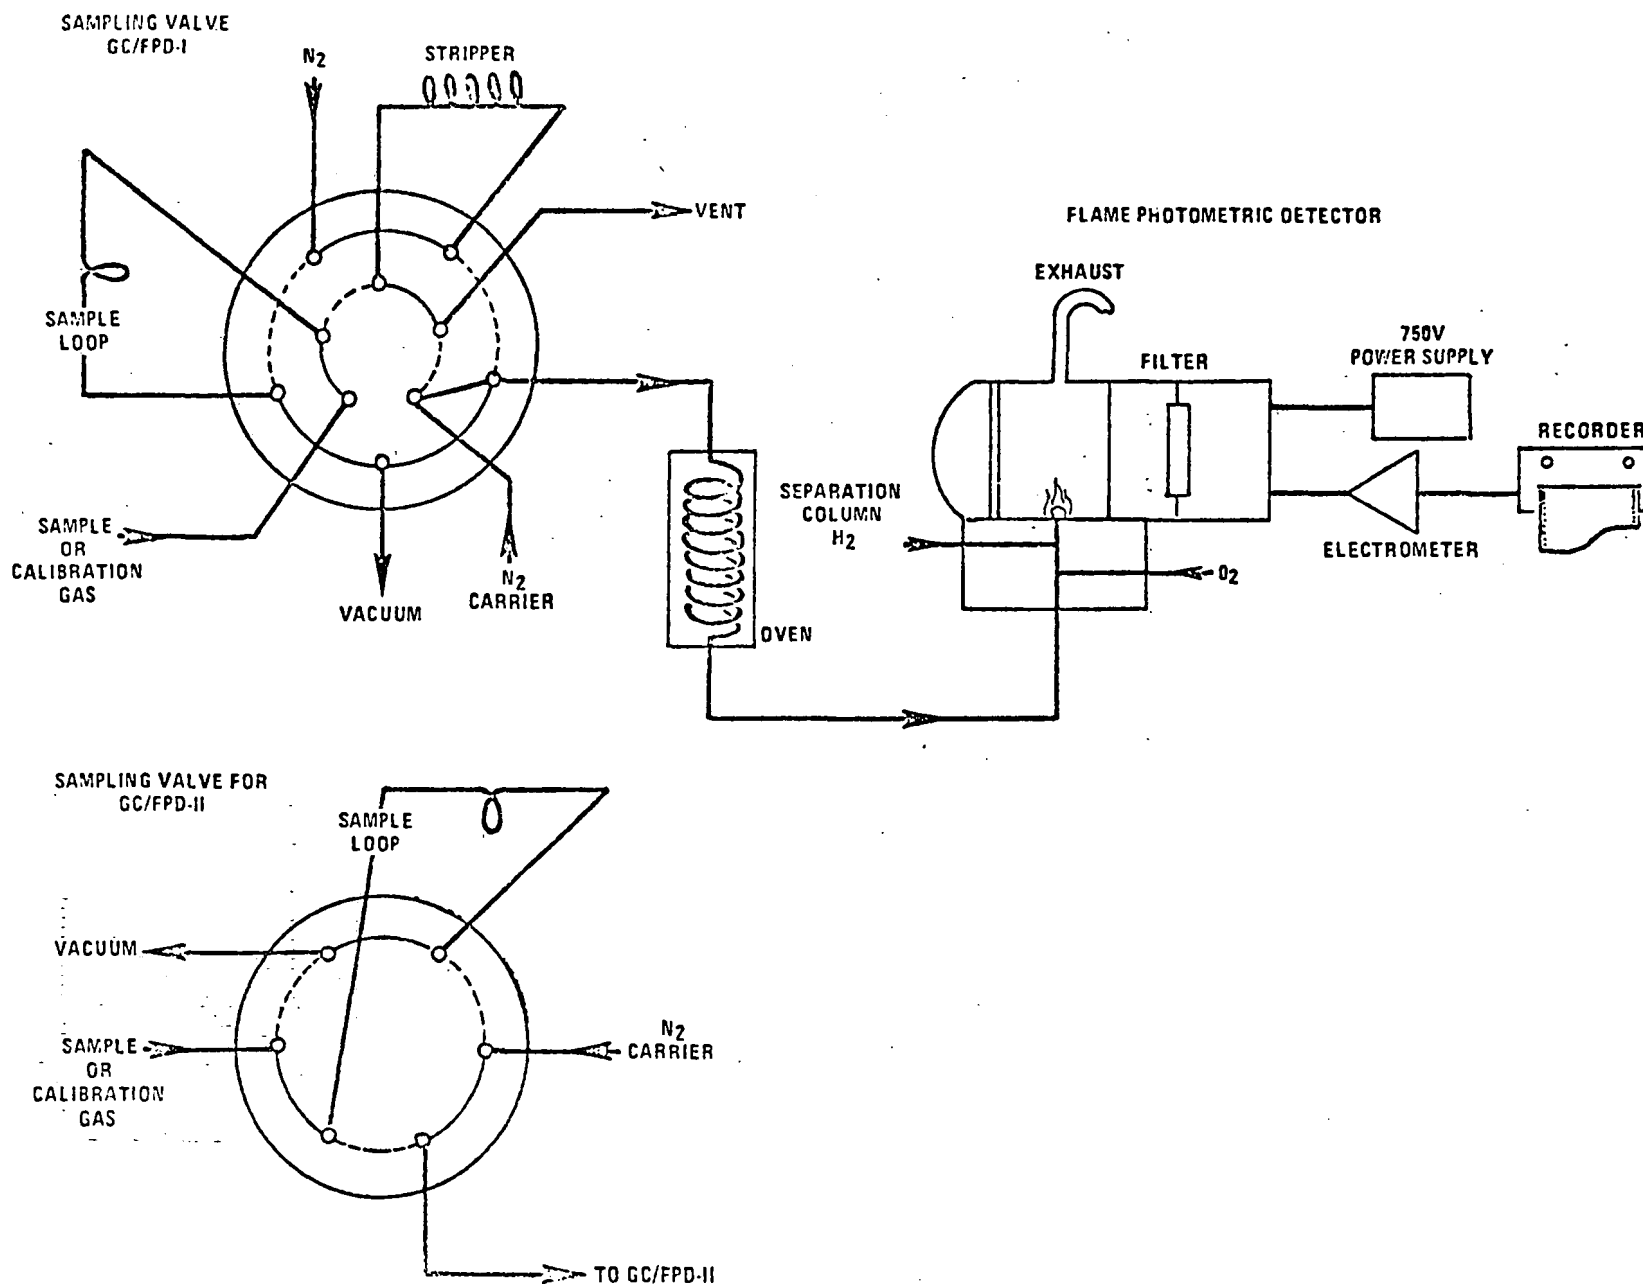 SAMPLING VALVE
GC/FPD-I
N2
STRIPPER
VENT
SAMPLE
LOOP
SAMPLE
OR
CALIBRATION
GAS
VACUUM
N2
CARRIER
FLAME PHOTOMETRIC DETECTOR
EXHAUST
FILTER
750V
POWER SUPPLY
RECORDER
SEPARATION
COLUMN
H2
O2
ELECTROMETER
OVEN
SAMPLING VALVE FOR
GC/FPD-II
SAMPLE
LOOP
VACUUM
SAMPLE
OR
CALIBRATION
GAS
N2
CARRIER
TO GC/FPD-II